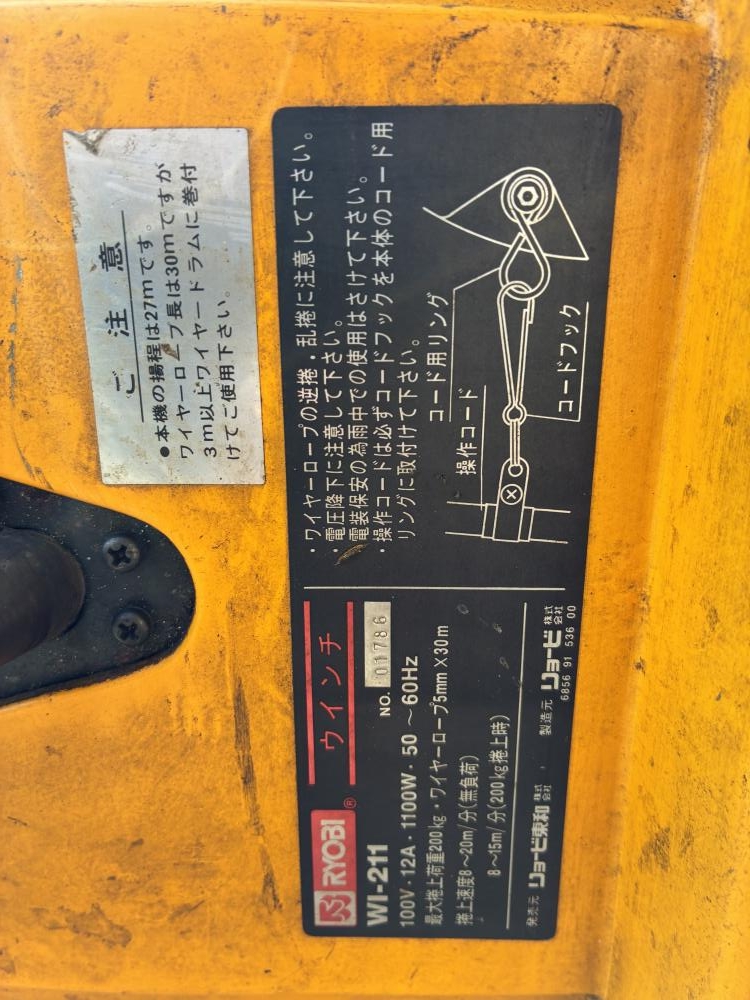 ご注意
●本機の揚程は27mです。
ワイヤーロープ長は30mですが
3m以上ワイヤードラムに巻付
けてご使用下さい。
RYOBI® ウインチ
WI-211 NO. 01786
100V・12A・1100W・50～60Hz
最大捲上荷重200kg・ワイヤーロープ5mm×30m
捲上速度8～20m/分(無負荷)
8～15m/分(200kg捲上時)
発売元 リョービ東和株式会社 製造元 リョービ株式会社
6856 91 536 00
・ワイヤーロープの逆捲・乱捲に注意して下さい。
・電圧降下に注意して下さい。
電装保安の為雨中での使用はさけて下さい。
・操作コードは必ずコードフックを本体のコード用
リングに取付けて下さい。
コード用リング
操作コード
コードフック